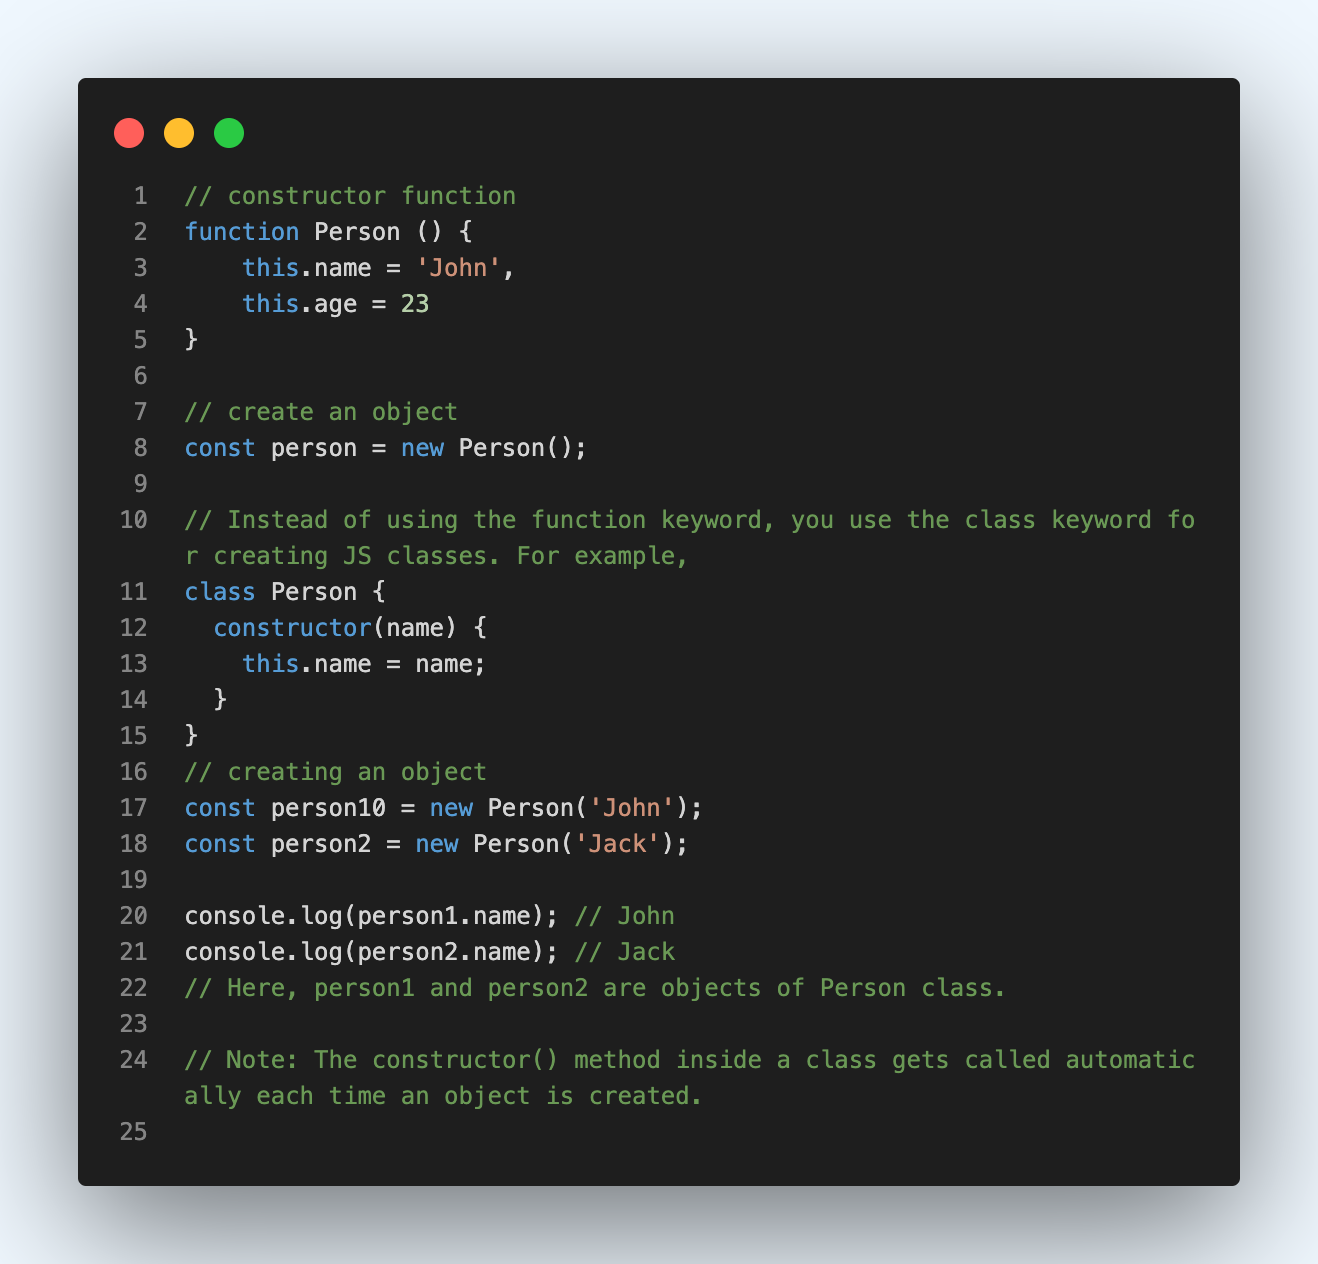 1 // constructor function
2 function Person () {
3     this.name = 'John',
4     this.age = 23
5 }
6
7 // create an object
8 const person = new Person();
9
10 // Instead of using the function keyword, you use the class keyword fo
r creating JS classes. For example,
11 class Person {
12   constructor(name) {
13     this.name = name;
14   }
15 }
16 // creating an object
17 const person10 = new Person('John');
18 const person2 = new Person('Jack');
19
20 console.log(person1.name); // John
21 console.log(person2.name); // Jack
22 // Here, person1 and person2 are objects of Person class.
23
24 // Note: The constructor() method inside a class gets called automatic
ally each time an object is created.
25